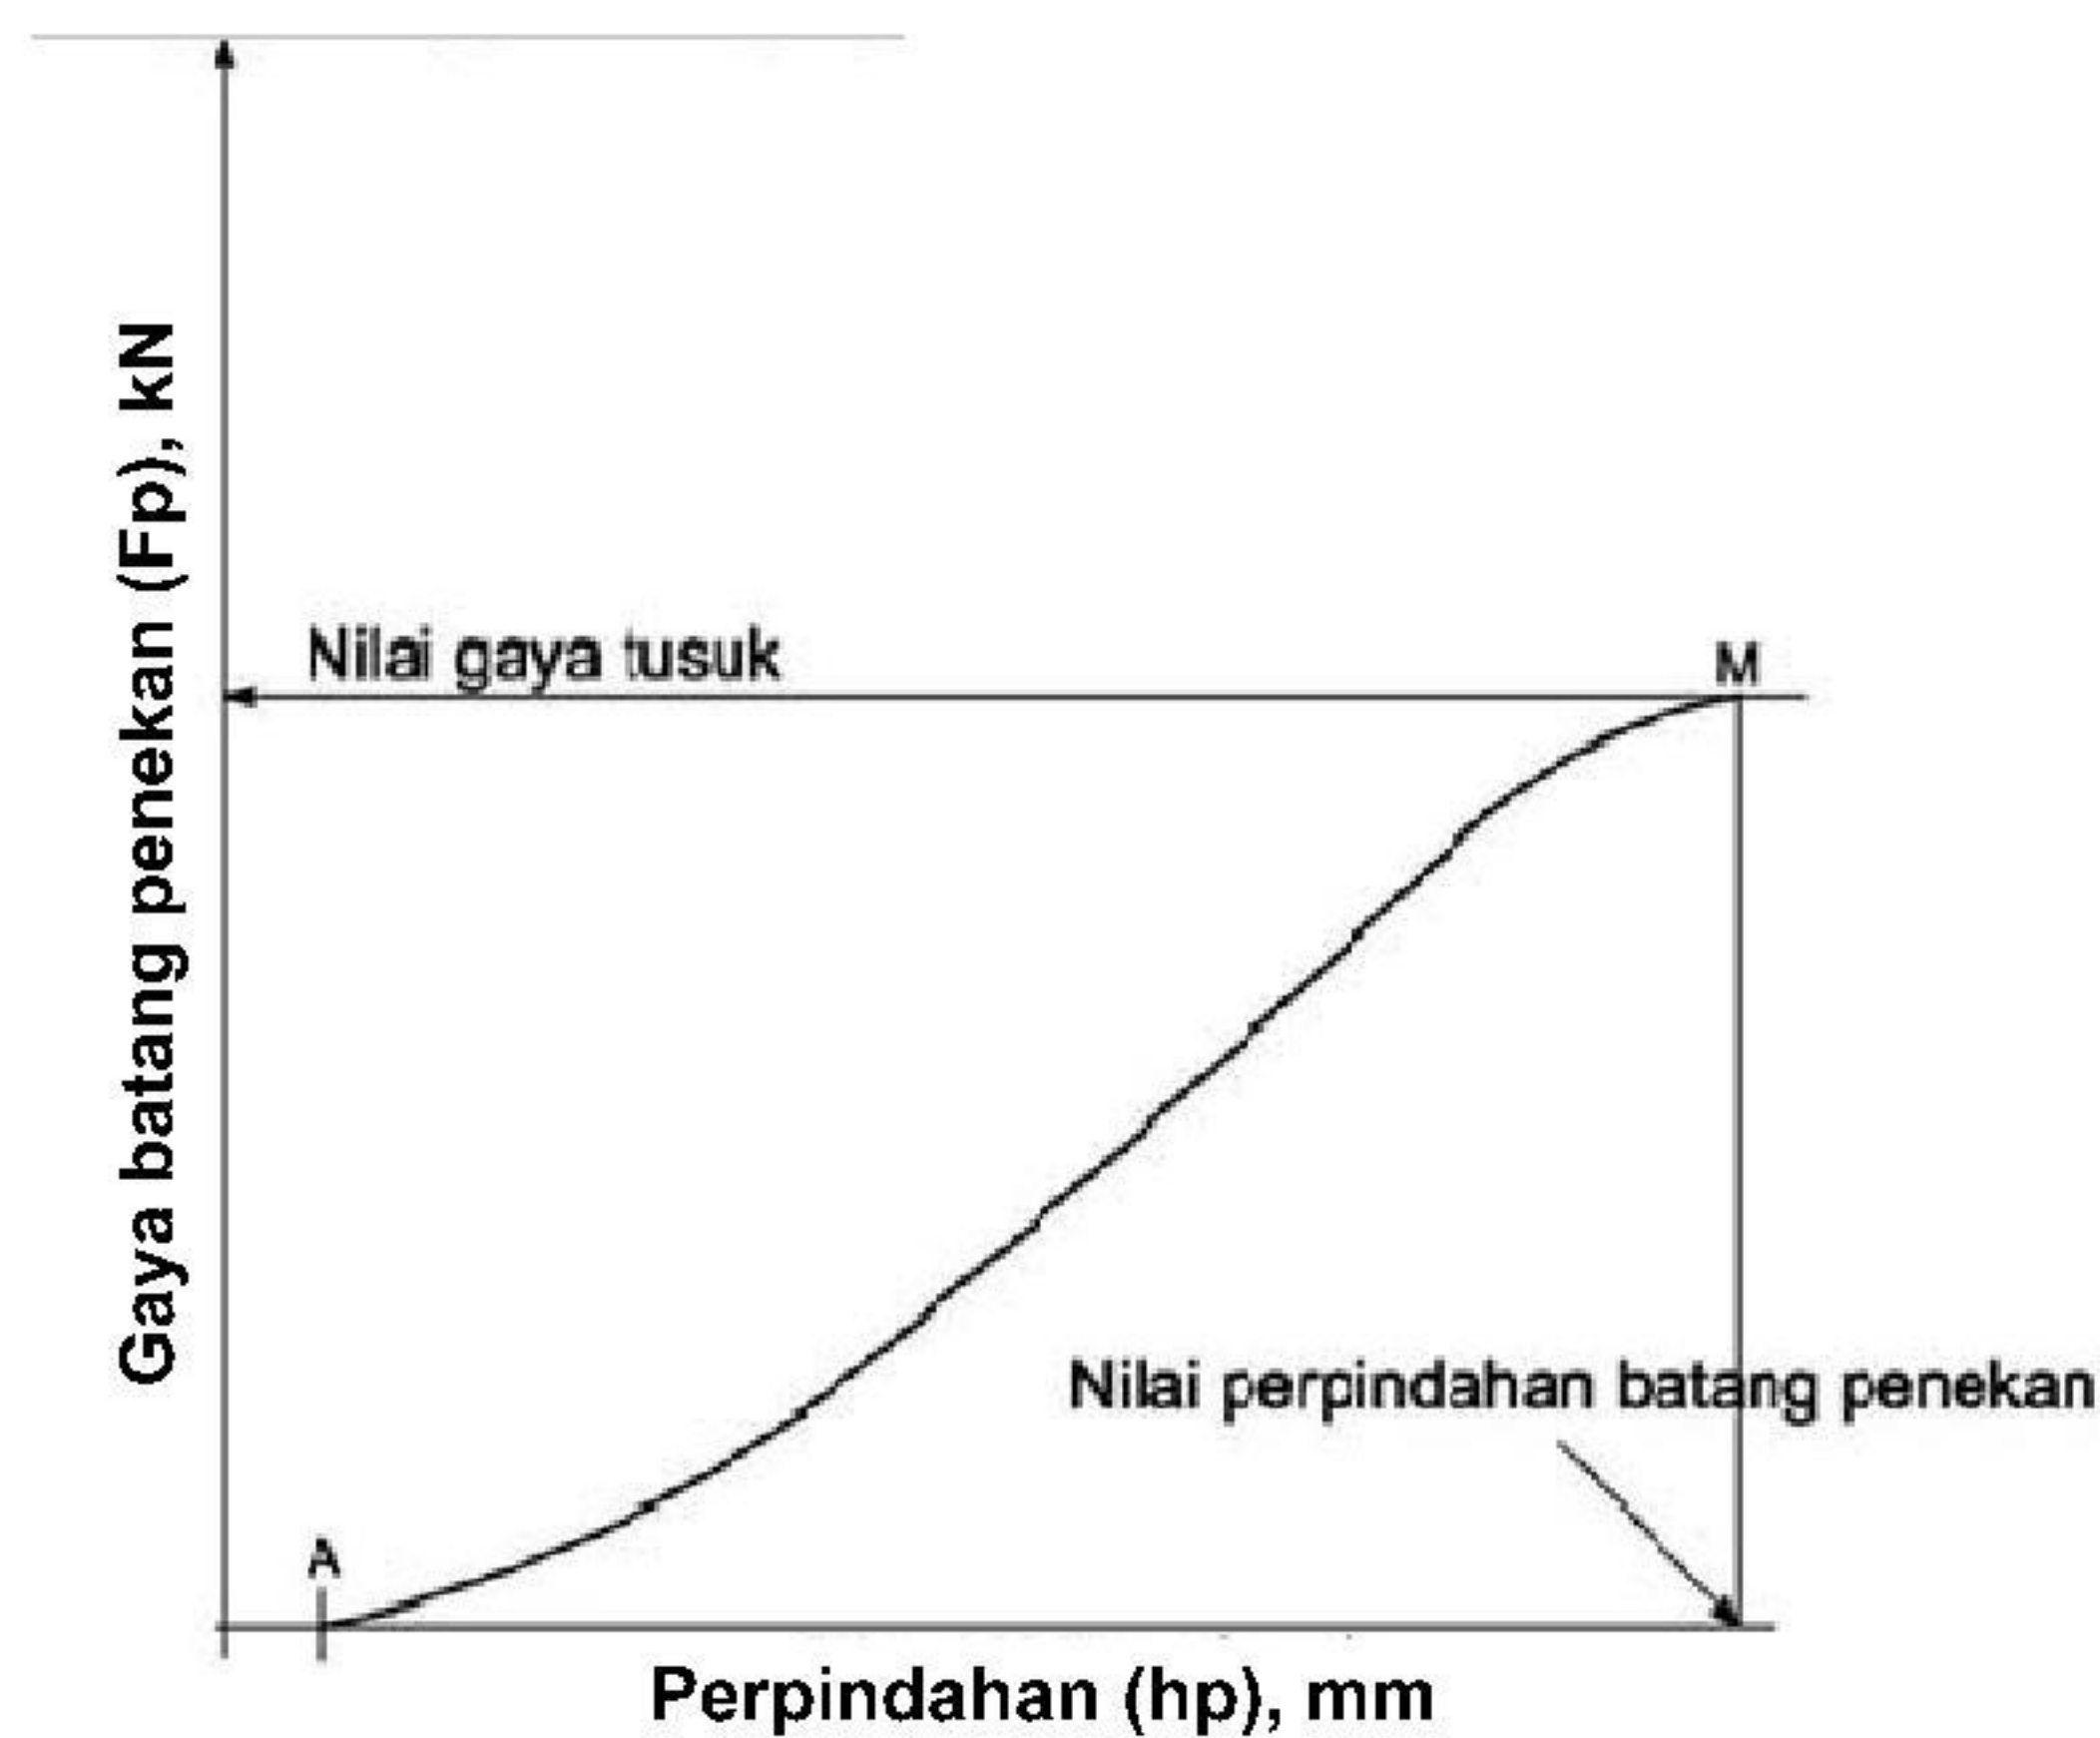 Gaya batang penekan (Fp), kN
Nilai gaya tusuk
M
Nilai perpindahan batang penekan
A
Perpindahan (hp), mm